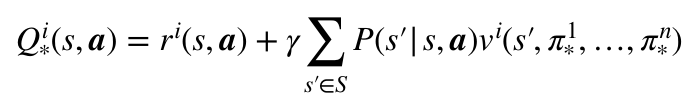 Q^i_*(s, a) = r^i(s, a) + γ ∑_{s′∈S} P(s′ | s, a)v^i(s′, π^1_*, …, π^n_*)